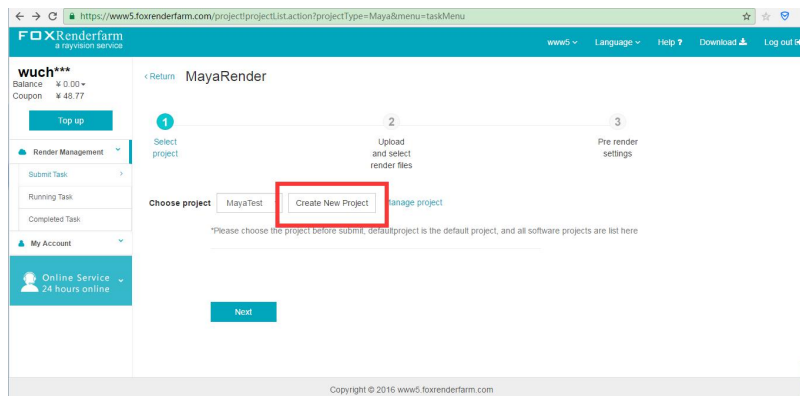 https://www5.foxrenderfarm.com/project!projectList.action?projectType=Maya&menu=taskMenu
FOXRenderfarm
a rayvision service
www5
Language
Help ?
Download
Log out
wuch***
Balance ¥ 0.00
Coupon ¥ 48.77
Top up
Render Management
Submit Task
Running Task
Completed Task
My Account
Online Service
24 hours online
‹ Return MayaRender
1
Select
project
2
Upload
and select
render files
3
Pre render
settings
Choose project MayaTest Create New Project Manage project
*Please choose the project before submit, defaultproject is the default project, and all software projects are list here
Next
Copyright © 2016 www5.foxrenderfarm.com